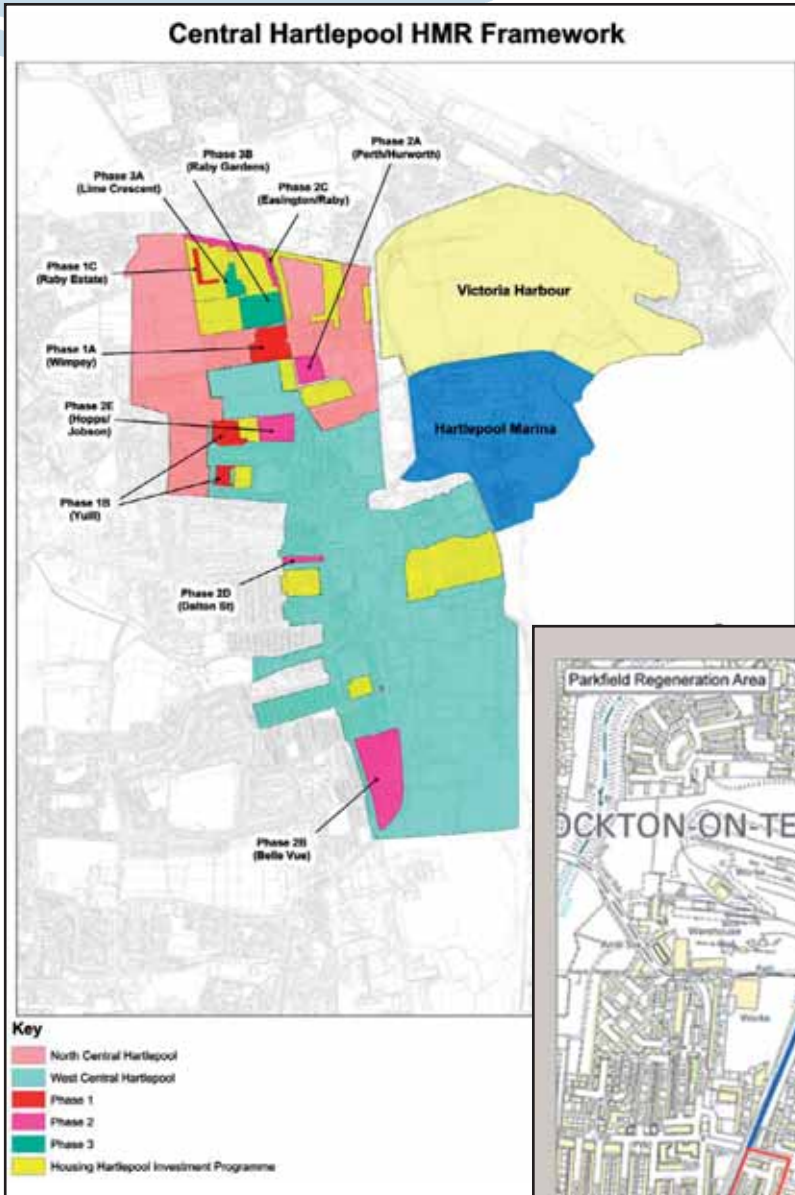 Central Hartlepool HMR Framework
Phase 2A
(Perth/Hurworth)
Phase 3B
(Raby Gardens)
Phase 3A
(Lime Crescent)
Phase 2C
(Easington/Raby)
Phase 1C
(Raby Estate)
Victoria Harbour
Phase 1A
(Wimpey)
Phase 2E
(Hopps/
Jobson)
Hartlepool Marina
Phase 1B
(Yuill)
Phase 2D
(Dalton St)
Phase 2B
(Belle Vue)
Key
North Central Hartlepool
West Central Hartlepool
Phase 1
Phase 2
Phase 3
Housing Hartlepool Investment Programme
Parkfield Regeneration Area
OCKTON-ON-TE
Works
Warehouse
Works